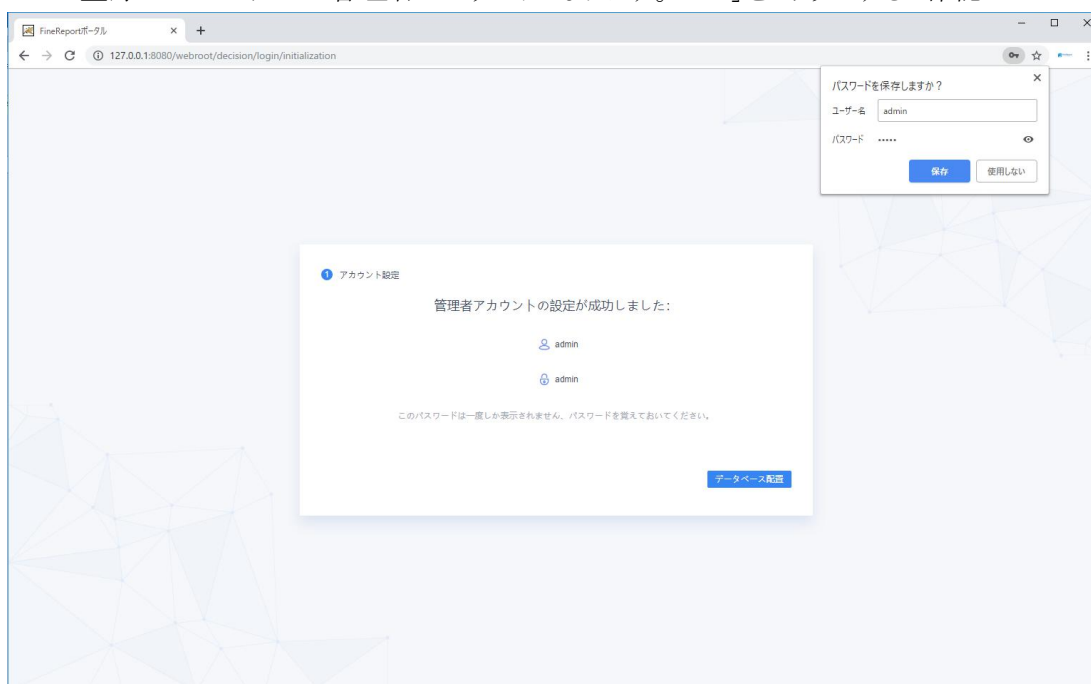 FineReportポータル
127.0.0.1:8080/webroot/decision/login/initialization
パスワードを保存しますか？
ユーザー名 admin
パスワード •••••
保存 使用しない
1 アカウント設定
管理者アカウントの設定が成功しました:
admin
admin
このパスワードは一度しか表示されません、パスワードを覚えておいてください。
データベース配置